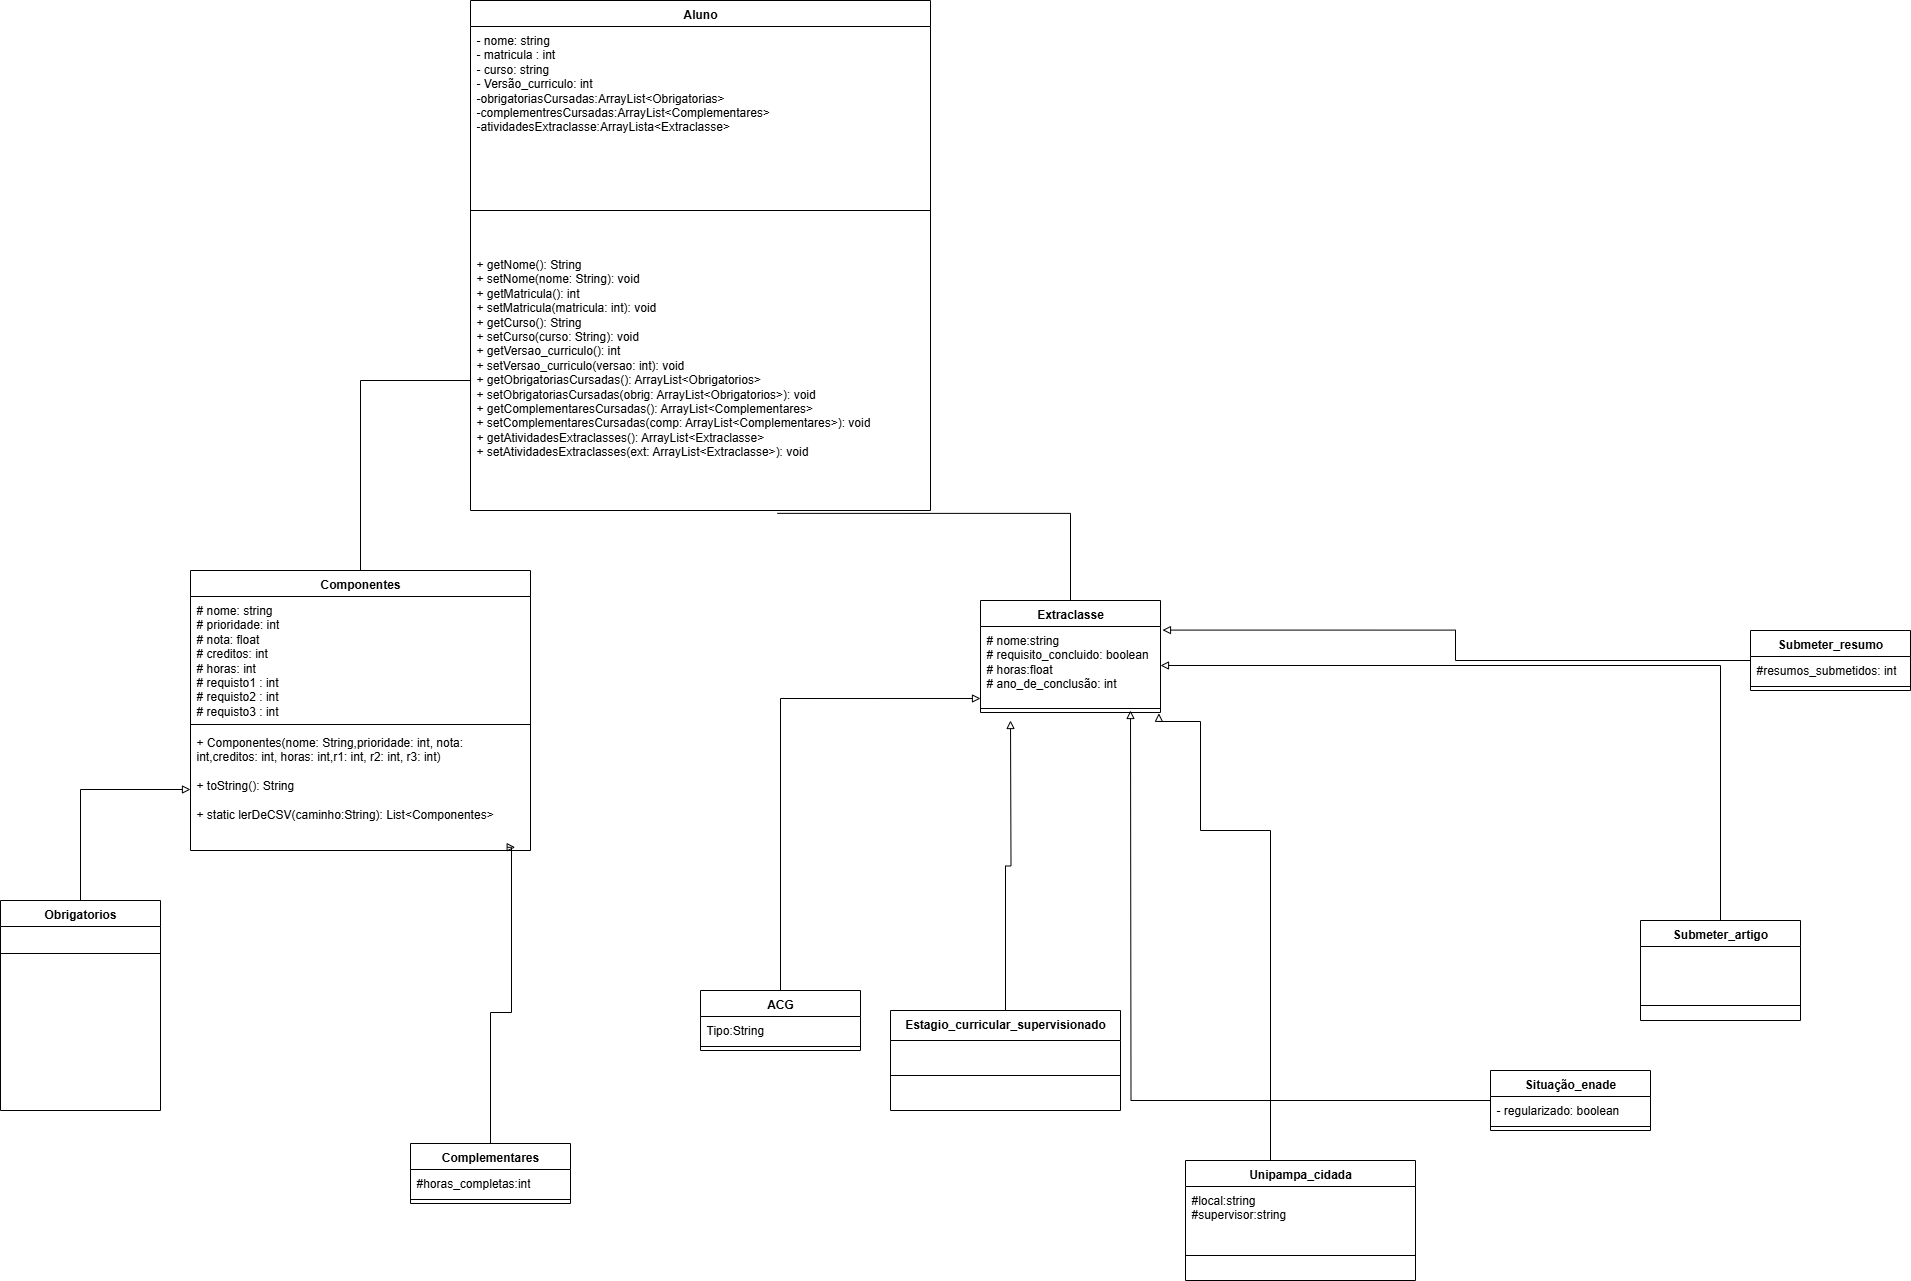 Aluno
- nome: string
- matricula : int
- curso: string
- Versão_curriculo: int
-obrigatoriasCursadas:ArrayList<Obrigatorias>
-complementresCursadas:ArrayList<Complementares>
-atividadesExtraclasse:ArrayLista<Extraclasse>
+ getNome(): String
+ setNome(nome: String): void
+ getMatricula(): int
+ setMatricula(matricula: int): void
+ getCurso(): String
+ setCurso(curso: String): void
+ getVersao_curriculo(): int
+ setVersao_curriculo(versao: int): void
+ getObrigatoriasCursadas(): ArrayList<Obrigatorios>
+ setObrigatoriasCursadas(obrig: ArrayList<Obrigatorios>): void
+ getComplementaresCursadas(): ArrayList<Complementares>
+ setComplementaresCursadas(comp: ArrayList<Complementares>): void
+ getAtividadesExtraclasses(): ArrayList<Extraclasse>
+ setAtividadesExtraclasses(ext: ArrayList<Extraclasse>): void
Componentes
# nome: string
# prioridade: int
# nota: float
# creditos: int
# horas: int
# requisto1 : int
# requisto2 : int
# requisto3 : int
+ Componentes(nome: String,prioridade: int, nota:
int,creditos: int, horas: int,r1: int, r2: int, r3: int)
+ toString(): String
+ static lerDeCSV(caminho:String): List<Componentes>
Extraclasse
# nome:string
# requisito_concluido: boolean
# horas:float
# ano_de_conclusão: int
Submeter_resumo
#resumos_submetidos: int
Obrigatorios
Submeter_artigo
ACG
Tipo:String
Estagio_curricular_supervisionado
Situação_enade
- regularizado: boolean
Complementares
#horas_completas:int
Unipampa_cidada
#local:string
#supervisor:string